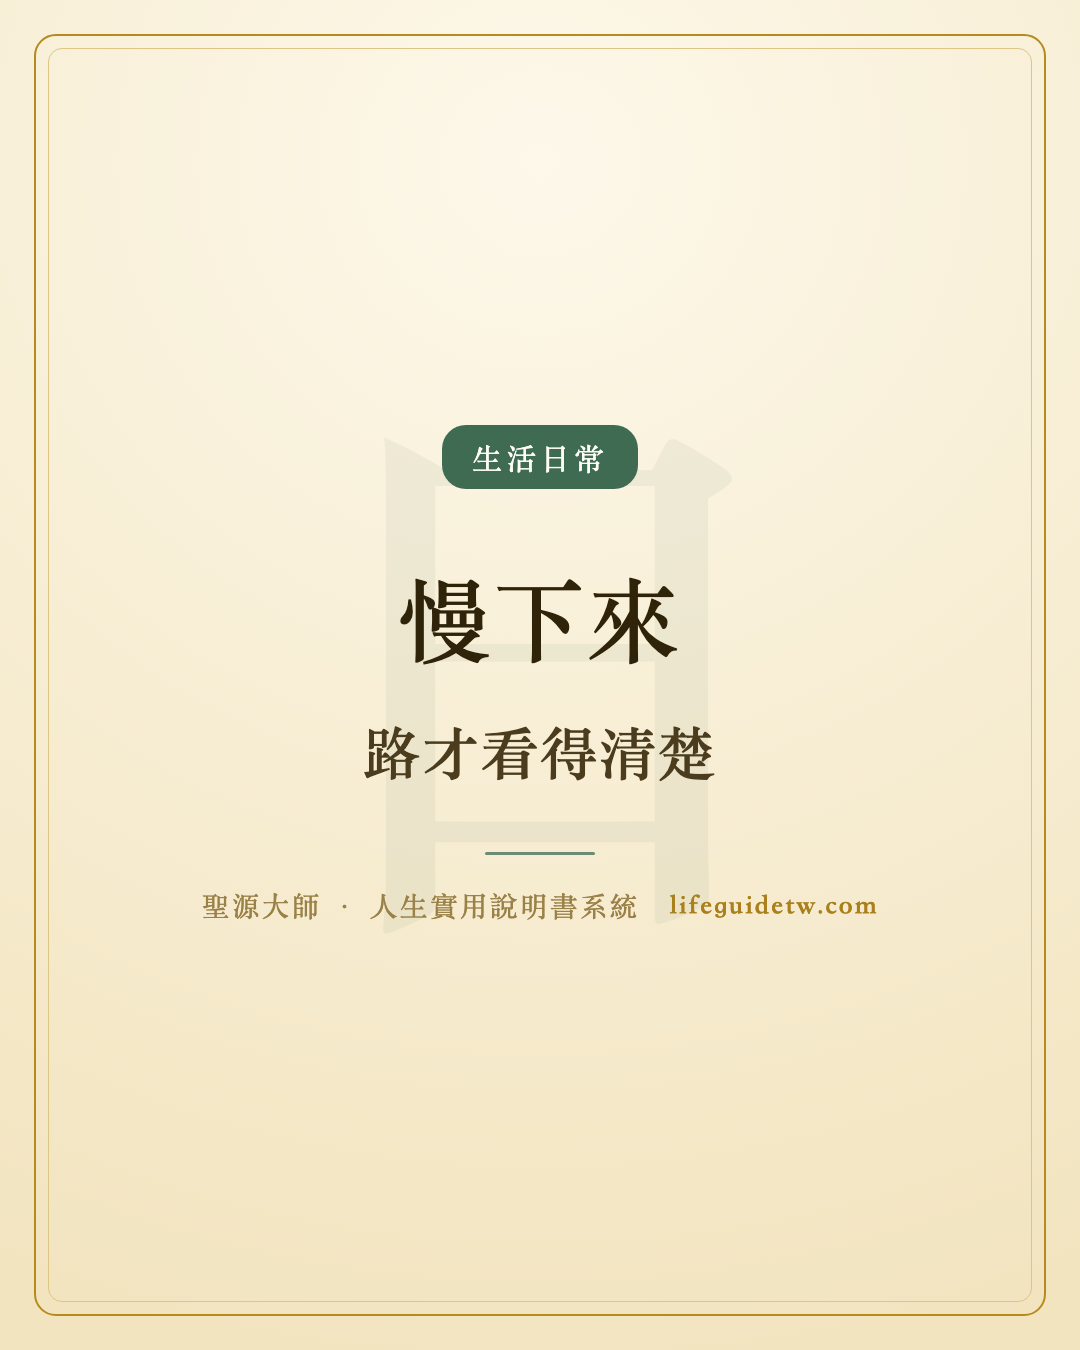 生活日常
慢下來
路才看得清楚
聖源大師 · 人生實用說明書系統 lifeguidetw.com
日